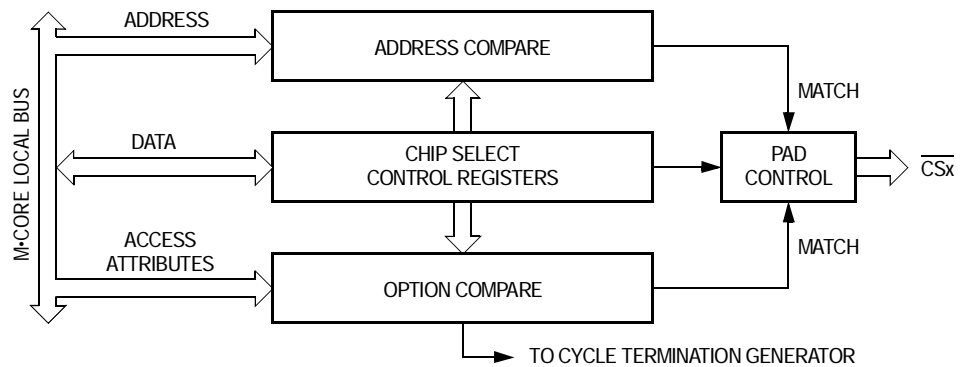 ADDRESS
ADDRESS COMPARE
MATCH
M•CORE LOCAL BUS
DATA
CHIP SELECT
CONTROL REGISTERS
PAD
CONTROL
CSx
ACCESS
ATTRIBUTES
OPTION COMPARE
MATCH
TO CYCLE TERMINATION GENERATOR